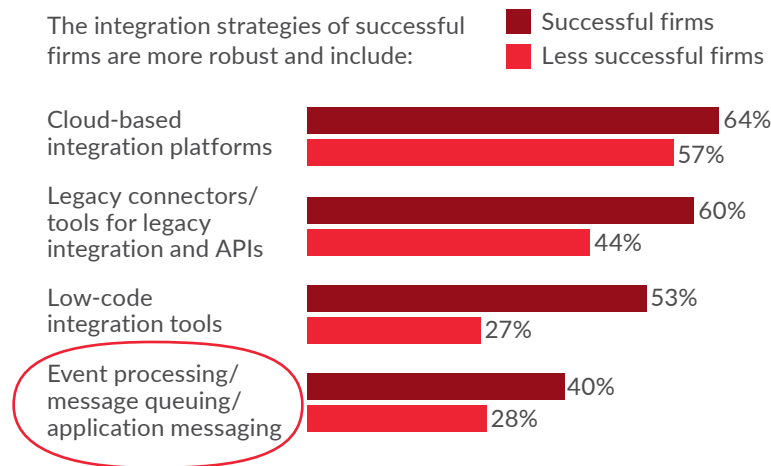 The integration strategies of successful
firms are more robust and include:
Successful firms
Less successful firms
Cloud-based
integration platforms
64%
57%
Legacy connectors/
tools for legacy
integration and APIs
60%
44%
Low-code
integration tools
53%
27%
Event processing/
message queuing/
application messaging
40%
28%